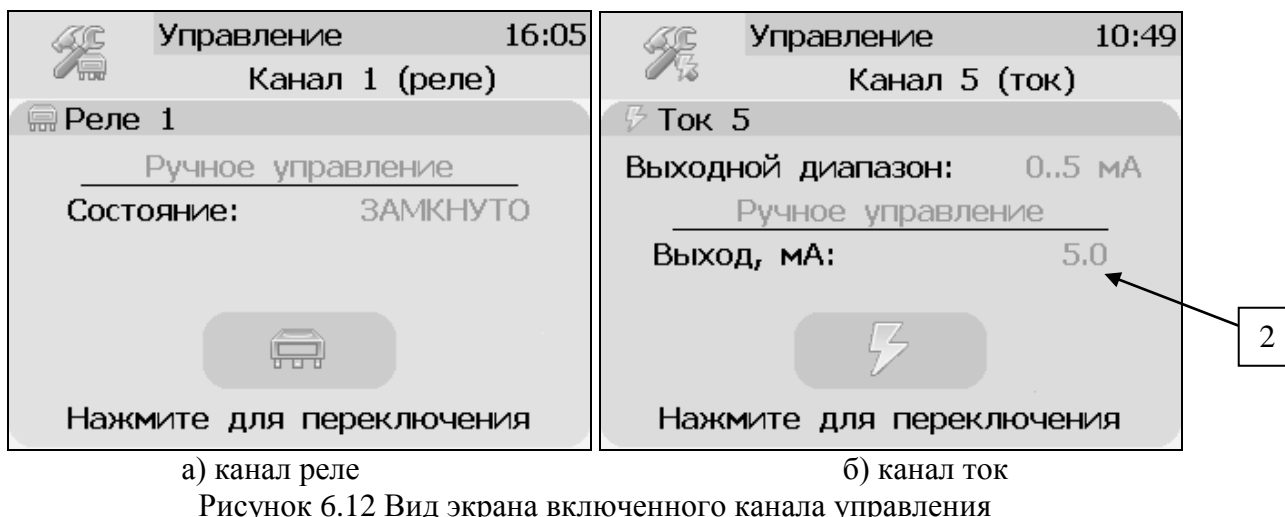 Управление 16:05
Канал 1 (реле)
Реле 1
Ручное управление
Состояние: ЗАМКНУТО
Нажмите для переключения
Управление 10:49
Канал 5 (ток)
Ток 5
Выходной диапазон: 0..5 мА
Ручное управление
Выход, мА: 5.0
Нажмите для переключения
2
а) канал реле
б) канал ток
Рисунок 6.12 Вид экрана включенного канала управления